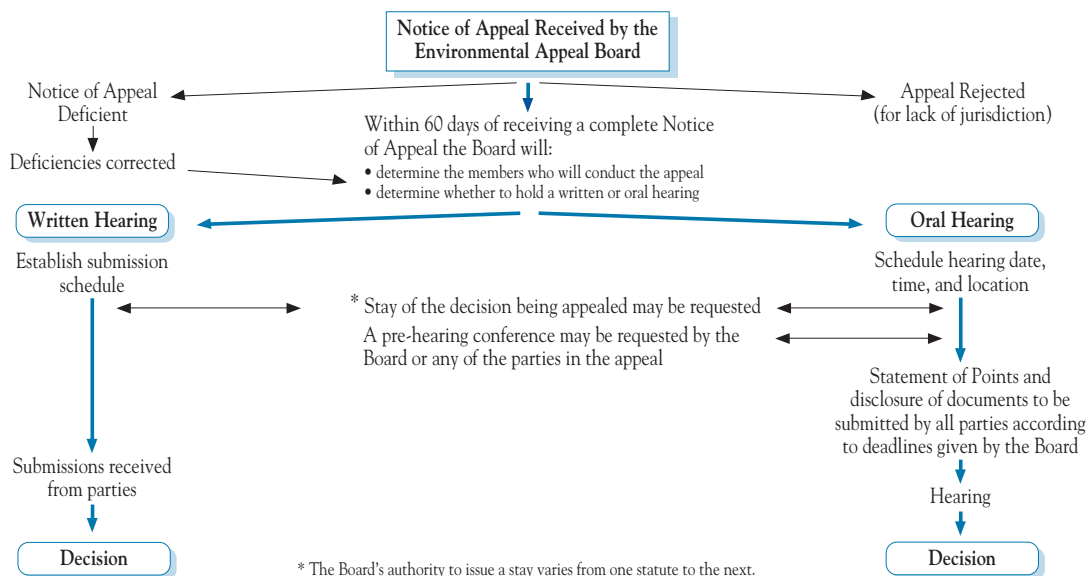 Notice of Appeal Received by the
Environmental Appeal Board
Notice of Appeal
Deficient
Deficiencies corrected
Within 60 days of receiving a complete Notice
of Appeal the Board will:
• determine the members who will conduct the appeal
• determine whether to hold a written or oral hearing
Appeal Rejected
(for lack of jurisdiction)
Written Hearing
Establish submission
schedule
Oral Hearing
Schedule hearing date,
time, and location
* Stay of the decision being appealed may be requested
A pre-hearing conference may be requested by the
Board or any of the parties in the appeal
Submissions received
from parties
Decision
Statement of Points and
disclosure of documents to be
submitted by all parties according
to deadlines given by the Board
Hearing
Decision
* The Board's authority to issue a stay varies from one statute to the next.